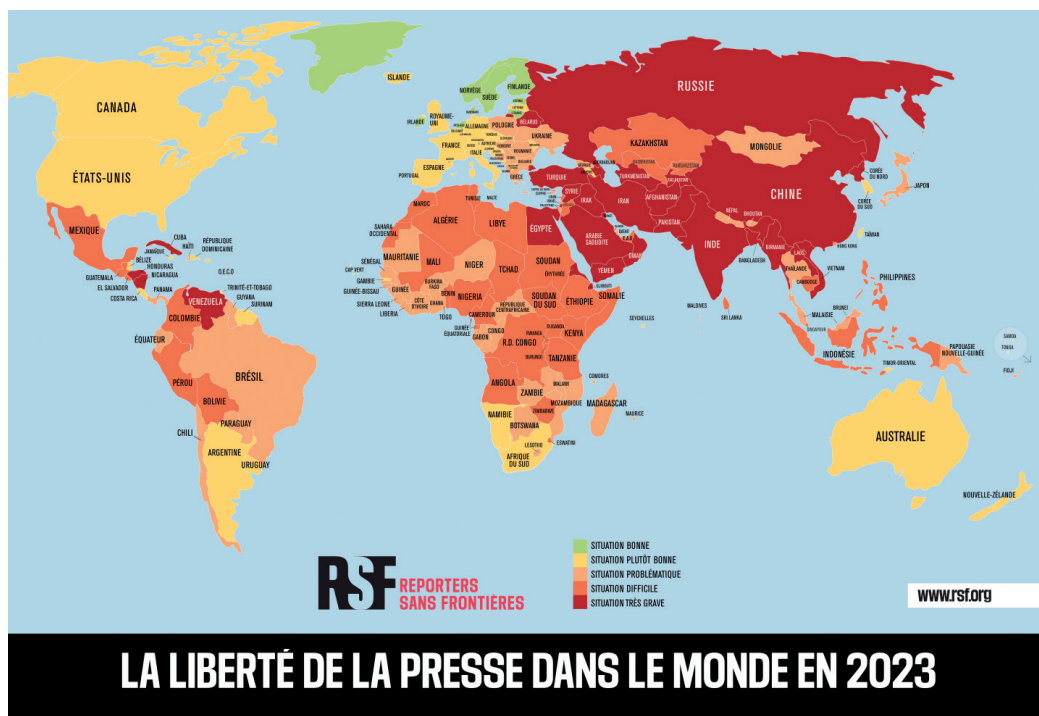 CANADA
ÉTATS-UNIS
MEXIQUE
CUBA
HAÏTI
RÉPUBLIQUE
DOMINICAINE
JAMAÏQUE
BÉLIZE
HONDURAS
NICARAGUA
GUATEMALA
EL SALVADOR
COSTA RICA
PANAMA
O.E.C.O
TRINITÉ-ET-TOBAGO
GUYANA
SURINAM
VENEZUELA
COLOMBIE
ÉQUATEUR
PÉROU
BRÉSIL
BOLIVIE
PARAGUAY
CHILI
ARGENTINE
URUGUAY
ISLANDE
NORVÈGE
SUÈDE
FINLANDE
IRLANDE
ROYAUME-
UNI
ALLEMAGNE
POLOGNE
BÉLARUS
UKRAINE
FRANCE
AUTRICHE
ROUMANIE
ITALIE
ESPAGNE
PORTUGAL
GRÈCE
MALTE
TURQUIE
RUSSIE
KAZAKHSTAN
MONGOLIE
CHINE
CORÉE
DU NORD
CORÉE
DU SUD
JAPON
TAÏWAN
HONG KONG
TURKMÉNISTAN
AFGHANISTAN
PAKISTAN
IRAN
IRAK
SYRIE
ARABIE
SAOUDITE
YÉMEN
OMAN
INDE
NÉPAL
BHOUTAN
BANGLADESH
BIRMANIE
LAOS
THAÏLANDE
CAMBODGE
VIETNAM
PHILIPPINES
MALAISIE
BRUNEI
SINGAPOUR
INDONÉSIE
TIMOR-ORIENTAL
PAPOUASIE
NOUVELLE-GUINÉE
SAMOA
TONGA
FIDJI
MALDIVES
SRI LANKA
SEYCHELLES
AUSTRALIE
NOUVELLE-ZÉLANDE
MAROC
ALGÉRIE
TUNISIE
LIBYE
ÉGYPTE
SAHARA
OCCIDENTAL
MAURITANIE
MALI
NIGER
TCHAD
SOUDAN
ÉRYTHRÉE
DJIBOUTI
SÉNÉGAL
CAP VERT
GAMBIE
GUINÉE-BISSAU
GUINÉE
SIERRA LEONE
LIBERIA
CÔTE
D'IVOIRE
BURKINA
FASO
GHANA
TOGO
BÉNIN
NIGERIA
CAMEROUN
RÉPUBLIQUE
CENTRAFRICAINE
SOUDAN
DU SUD
ÉTHIOPIE
SOMALIE
GUINÉE
ÉQUATORIALE
GABON
CONGO
R.D. CONGO
OUGANDA
RWANDA
BURUNDI
KENYA
TANZANIE
ANGOLA
ZAMBIE
MALAWI
MOZAMBIQUE
ZIMBABWE
COMORES
MADAGASCAR
MAURICE
NAMIBIE
BOTSWANA
AFRIQUE
DU SUD
LESOTHO
ESWATINI
RSF REPORTERS
SANS FRONTIÈRES
SITUATION BONNE
SITUATION PLUTÔT BONNE
SITUATION PROBLÉMATIQUE
SITUATION DIFFICILE
SITUATION TRÈS GRAVE
www.rsf.org
LA LIBERTÉ DE LA PRESSE DANS LE MONDE EN 2023